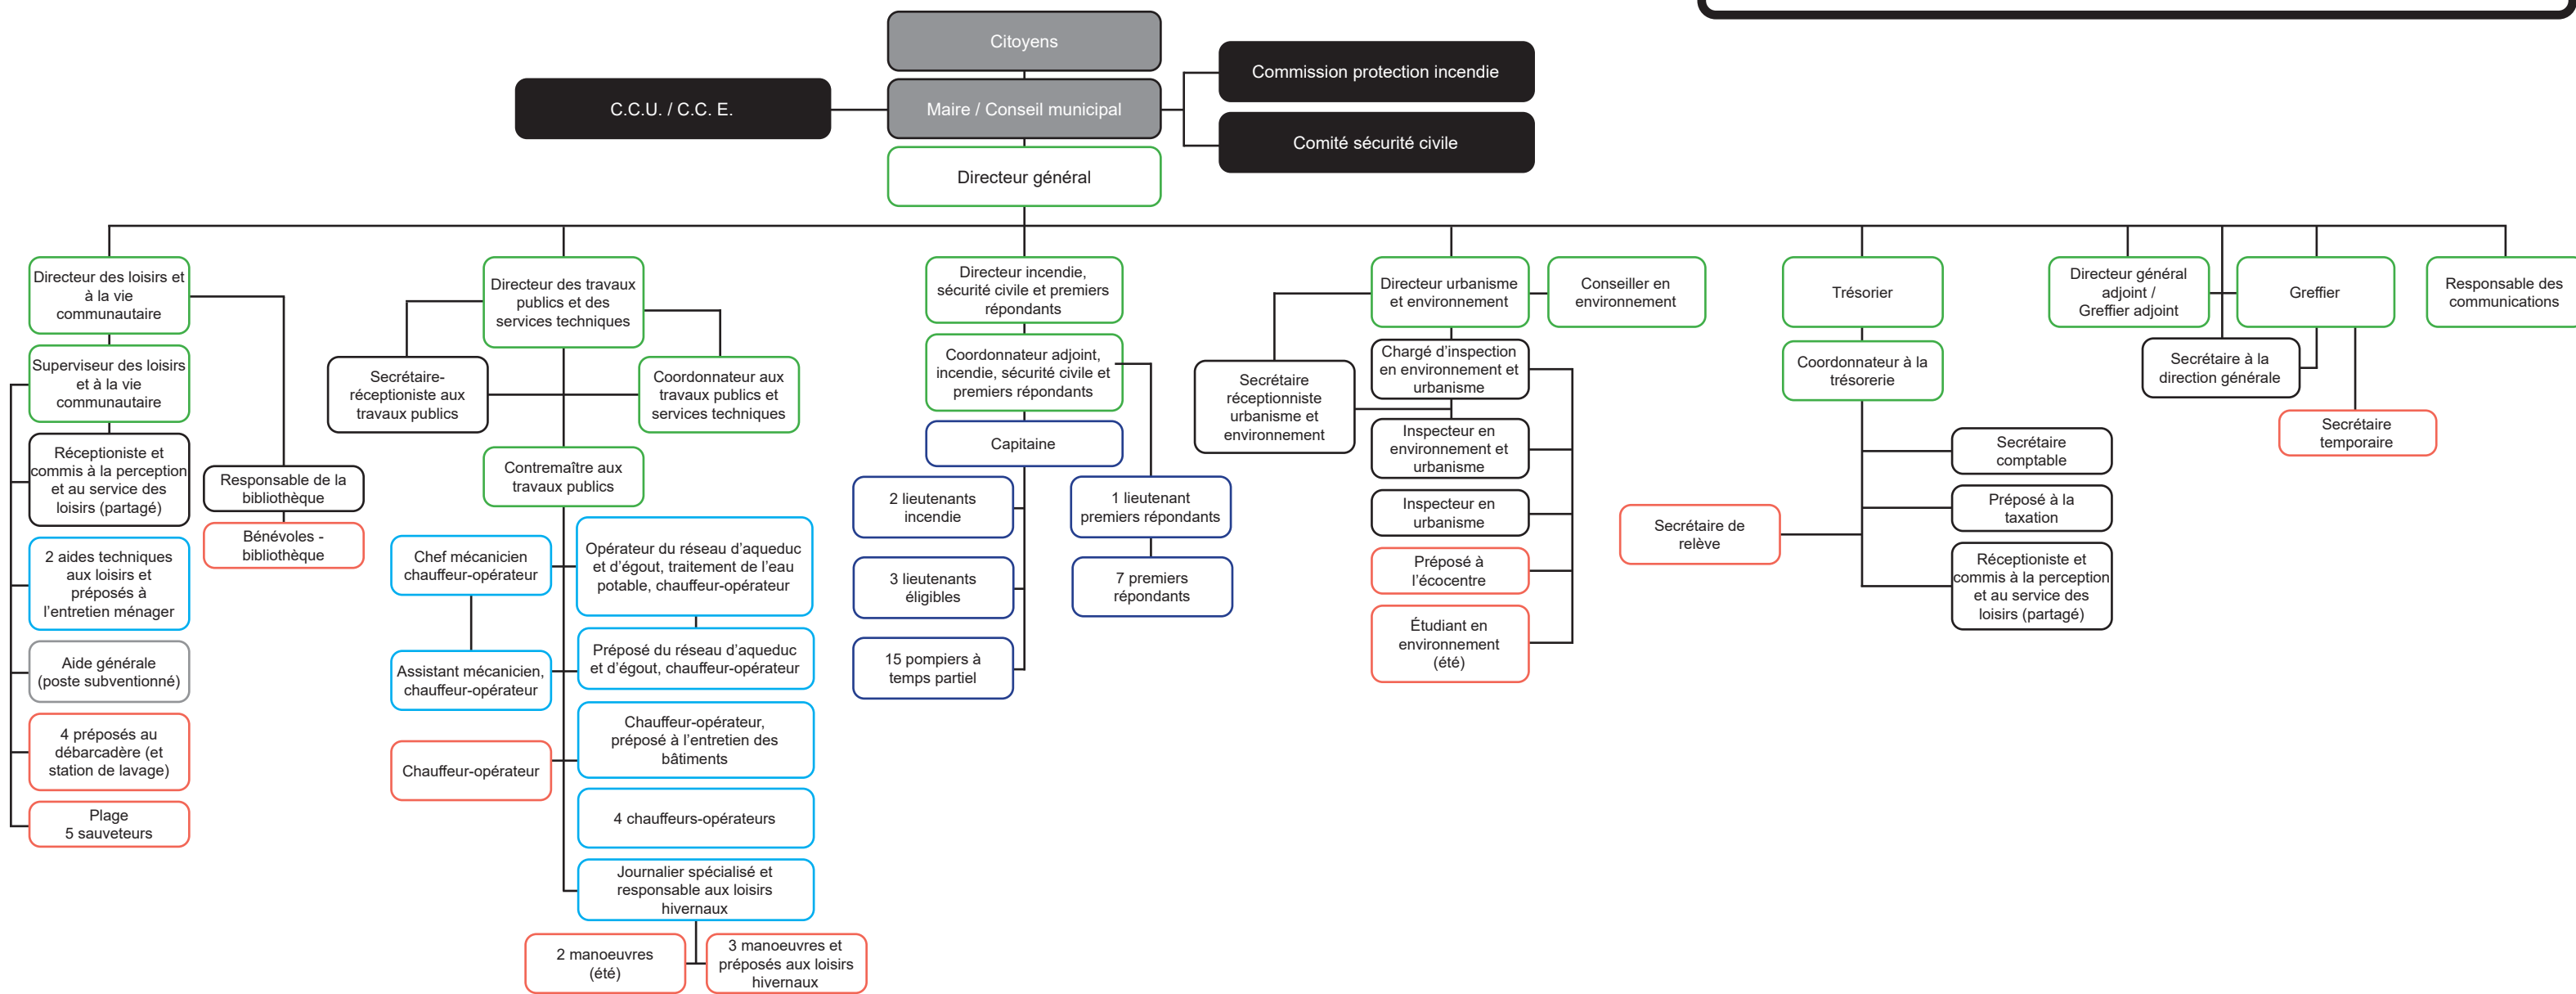 Citoyens
Commission protection incendie
C.C.U. / C.C. E.
Maire / Conseil municipal
Comité sécurité civile
Directeur général
Directeur des loisirs et
à la vie
communautaire
Superviseur des loisirs
et à la vie
communautaire
Réceptioniste et
commis à la perception
et au service des
loisirs (partagé)
2 aides techniques
aux loisirs et
préposés à
l’entretien ménager
Aide générale
(poste subventionné)
4 préposés au
débarcadère (et
station de lavage)
Plage
5 sauveteurs
Responsable de la
bibliothèque
Bénévoles -
bibliothèque
Directeur des travaux
publics et des
services techniques
Secrétaire-
réceptioniste aux
travaux publics
Coordonnateur aux
travaux publics et
services techniques
Contremaître aux
travaux publics
Chef mécanicien
chauffeur-opérateur
Opérateur du réseau d’aqueduc
et d’égout, traitement de l’eau
potable, chauffeur-opérateur
Assistant mécanicien,
chauffeur-opérateur
Préposé du réseau d’aqueduc
et d’égout, chauffeur-opérateur
Chauffeur-opérateur
Chauffeur-opérateur,
préposé à l’entretien des
bâtiments
4 chauffeurs-opérateurs
Journalier spécialisé et
responsable aux loisirs
hivernaux
2 manoeuvres
(été)
3 manoeuvres et
préposés aux loisirs
hivernaux
Directeur incendie,
sécurité civile et premiers
répondants
Coordonnateur adjoint,
incendie, sécurité civile et
premiers répondants
Capitaine
2 lieutenants
incendie
3 lieutenants
éligibles
15 pompiers à
temps partiel
1 lieutenant
premiers répondants
7 premiers
répondants
Directeur urbanisme
et environnement
Conseiller en
environnement
Secrétaire
réceptionniste
urbanisme et
environnement
Chargé d’inspection
en environnement et
urbanisme
Inspecteur en
environnement et
urbanisme
Inspecteur en
urbanisme
Préposé à
l’écocentre
Étudiant en
environnement
(été)
Trésorier
Coordonnateur à la
trésorerie
Secrétaire
comptable
Préposé à la
taxation
Secrétaire de
relève
Réceptioniste et
commis à la perception
et au service des
loisirs (partagé)
Directeur général
adjoint /
Greffier adjoint
Greffier
Secrétaire à la
direction générale
Secrétaire
temporaire
Responsable des
communications